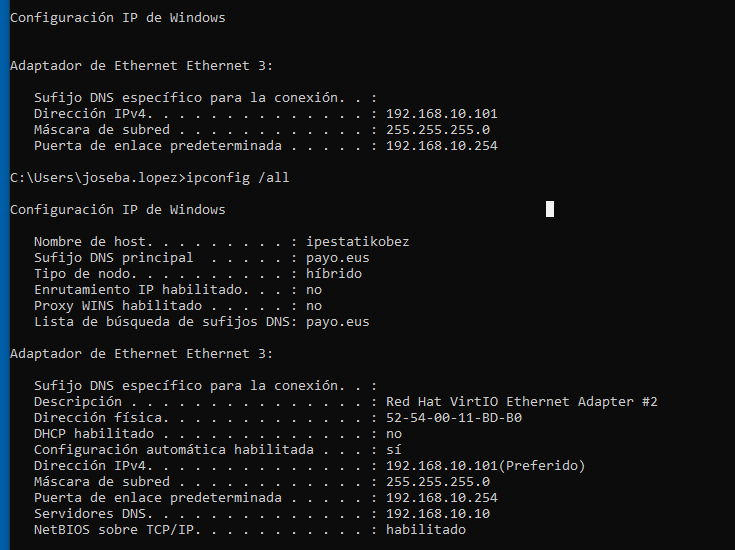 Configuración IP de Windows
Adaptador de Ethernet Ethernet 3:
Sufijo DNS específico para la conexión. . :
Dirección IPv4. . . . . . . . . . . . . . : 192.168.10.101
Máscara de subred . . . . . . . . . . . . : 255.255.255.0
Puerta de enlace predeterminada . . . . . : 192.168.10.254
C:\Users\joseba.lopez>ipconfig /all
Configuración IP de Windows
Nombre de host. . . . . . . . . : ipestatikobez
Sufijo DNS principal  . . . . . : payo.eus
Tipo de nodo. . . . . . . . . . : híbrido
Enrutamiento IP habilitado. . . : no
Proxy WINS habilitado . . . . . : no
Lista de búsqueda de sufijos DNS: payo.eus
Adaptador de Ethernet Ethernet 3:
Sufijo DNS específico para la conexión. . :
Descripción . . . . . . . . . . . . . . . : Red Hat VirtIO Ethernet Adapter #2
Dirección física. . . . . . . . . . . . . : 52-54-00-11-BD-B0
DHCP habilitado . . . . . . . . . . . . . : no
Configuración automática habilitada . . . : sí
Dirección IPv4. . . . . . . . . . . . . . : 192.168.10.101(Preferido)
Máscara de subred . . . . . . . . . . . . : 255.255.255.0
Puerta de enlace predeterminada . . . . . : 192.168.10.254
Servidores DNS. . . . . . . . . . . . . . : 192.168.10.10
NetBIOS sobre TCP/IP. . . . . . . . . . . : habilitado